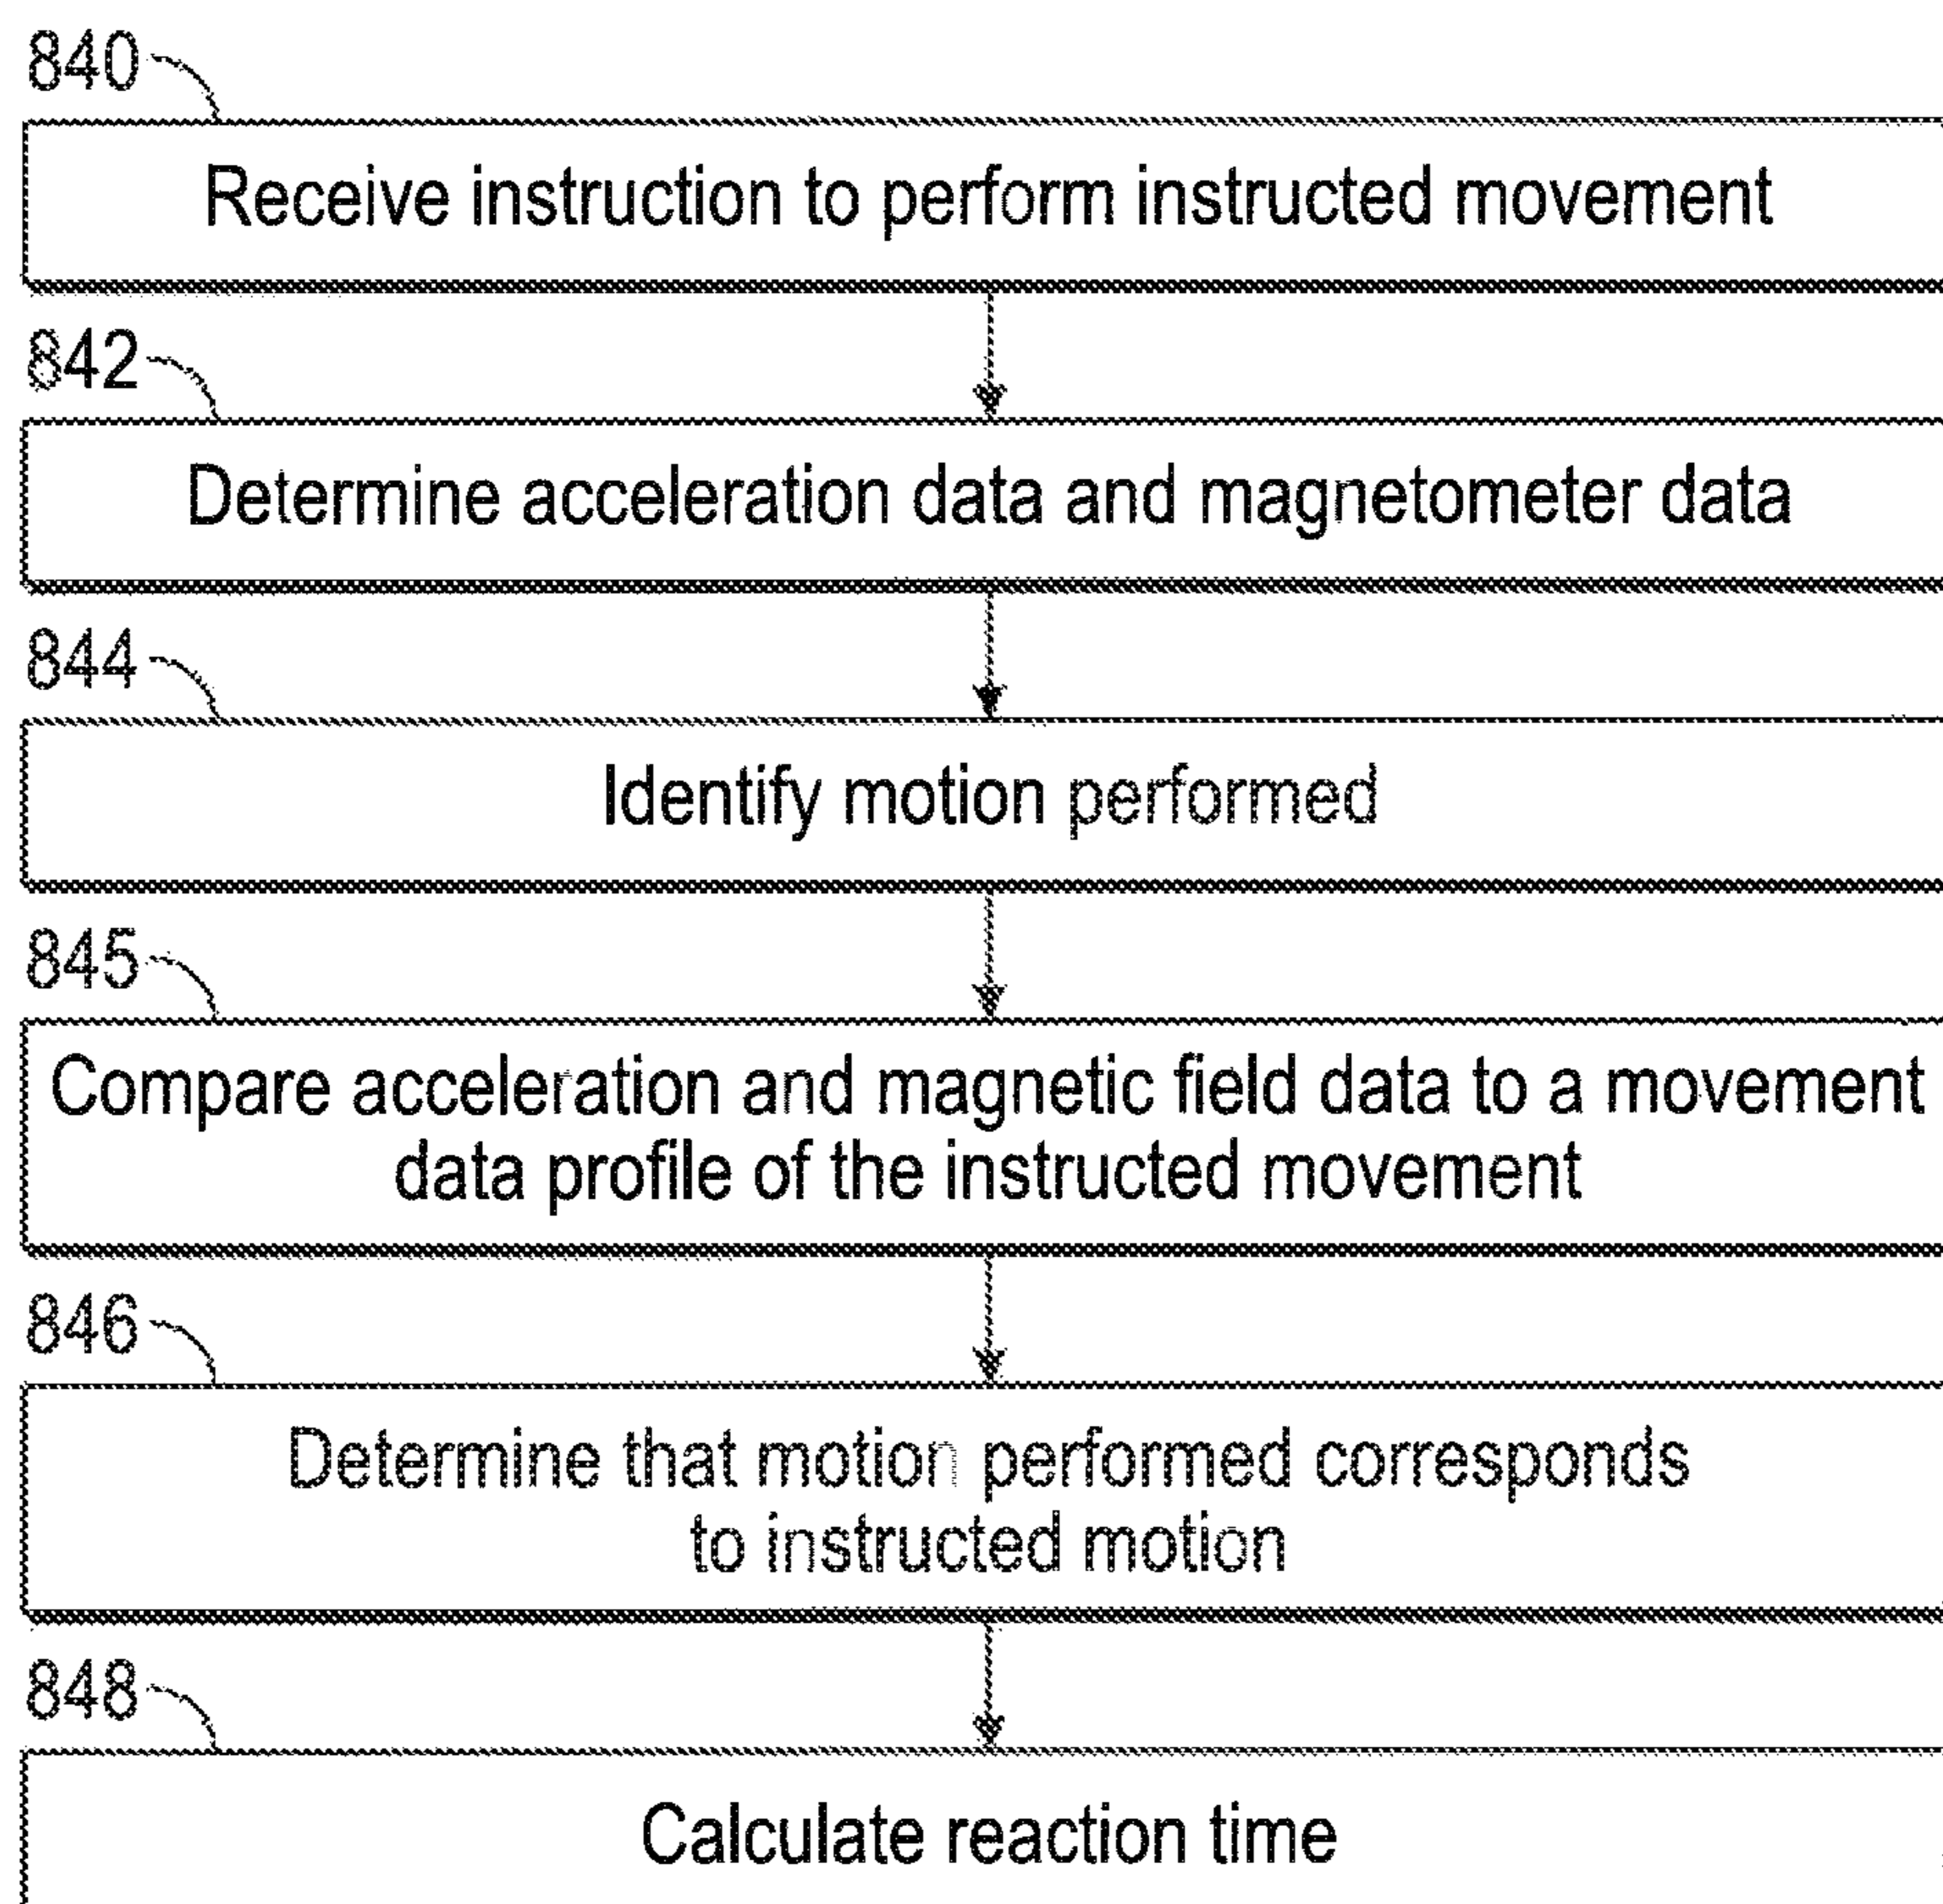 840
Receive instruction to perform instructed movement
842
Determine acceleration data and magnetometer data
844
Identify motion performed
845
Compare acceleration and magnetic field data to a movement
data profile of the instructed movement
846
Determine that motion performed corresponds
to instructed motion
848
Calculate reaction time